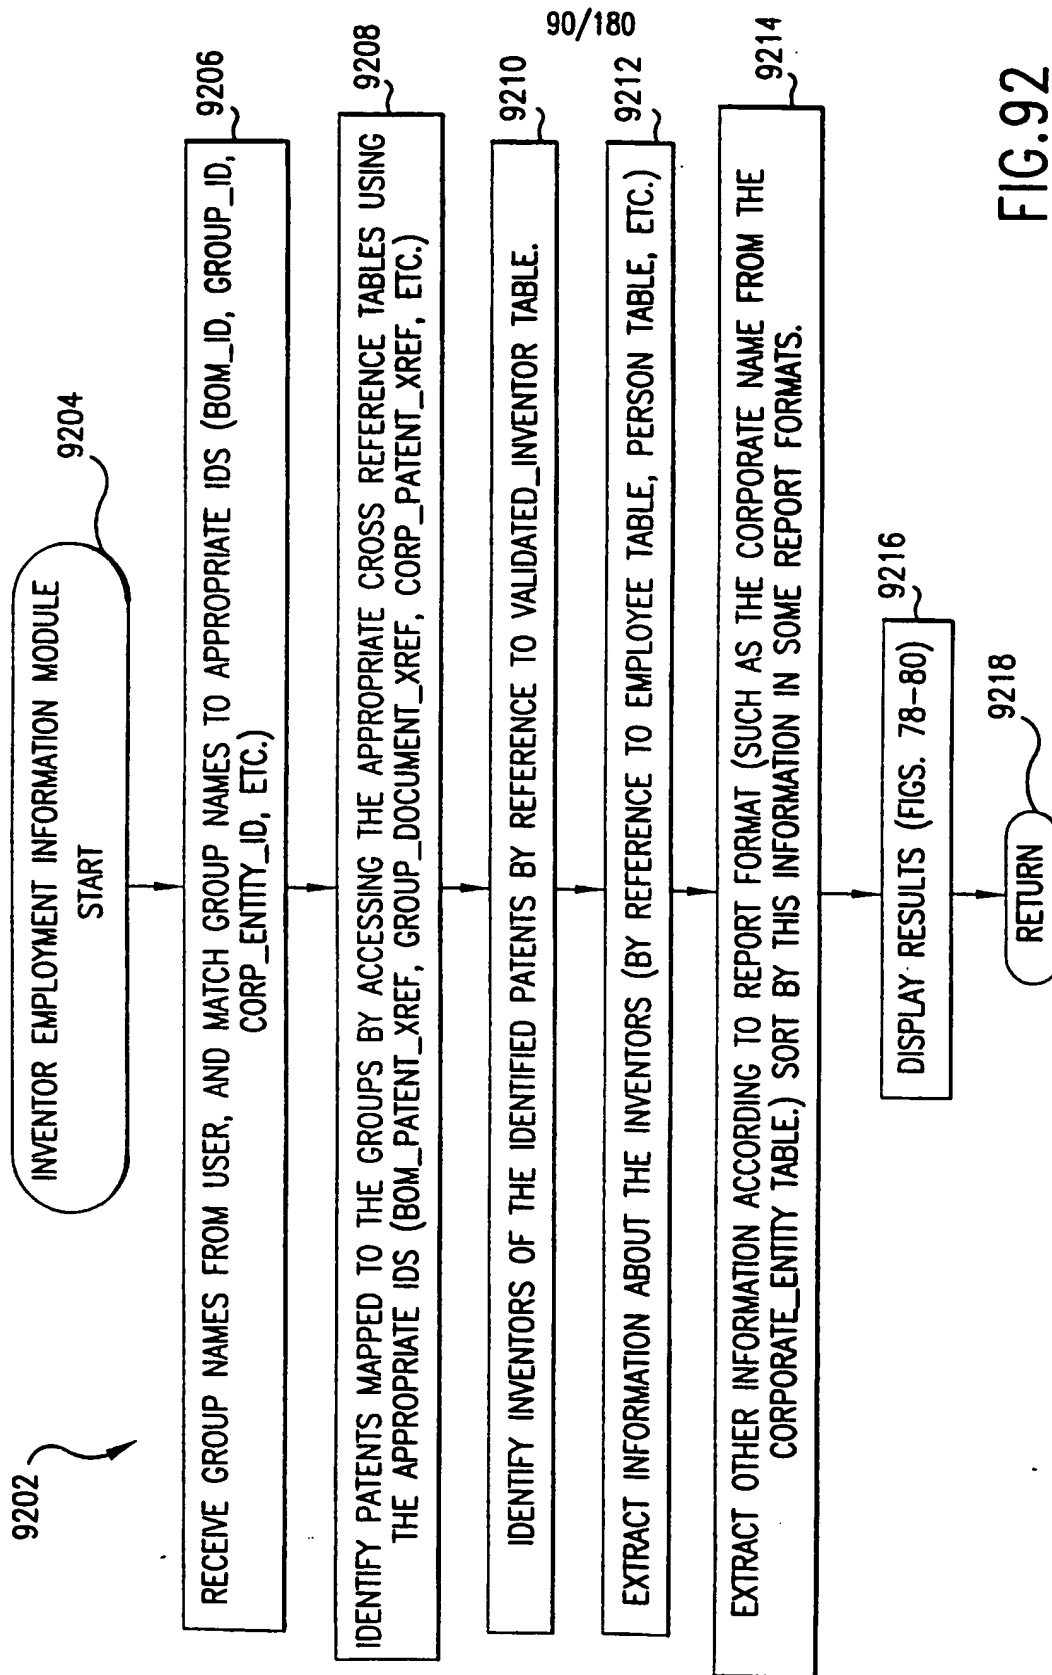 90/180
9202
9204
INVENTOR EMPLOYMENT INFORMATION MODULE
START
9206
RECEIVE GROUP NAMES FROM USER, AND MATCH GROUP NAMES TO APPROPRIATE IDS (BOM_ID, GROUP_ID,
CORP_ENTITY_ID, ETC.)
9208
IDENTIFY PATENTS MAPPED TO THE GROUPS BY ACCESSING THE APPROPRIATE CROSS REFERENCE TABLES USING
THE APPROPRIATE IDS (BOM_PATENT_XREF, GROUP_DOCUMENT_XREF, CORP_PATENT_XREF, ETC.)
9210
IDENTIFY INVENTORS OF THE IDENTIFIED PATENTS BY REFERENCE TO VALIDATED_INVENTOR TABLE.
9212
EXTRACT INFORMATION ABOUT THE INVENTORS (BY REFERENCE TO EMPLOYEE TABLE, PERSON TABLE, ETC.)
9214
EXTRACT OTHER INFORMATION ACCORDING TO REPORT FORMAT (SUCH AS THE CORPORATE NAME FROM THE
CORPORATE_ENTITY TABLE.) SORT BY THIS INFORMATION IN SOME REPORT FORMATS.
9216
DISPLAY RESULTS (FIGS. 78-80)
9218
RETURN
FIG.92